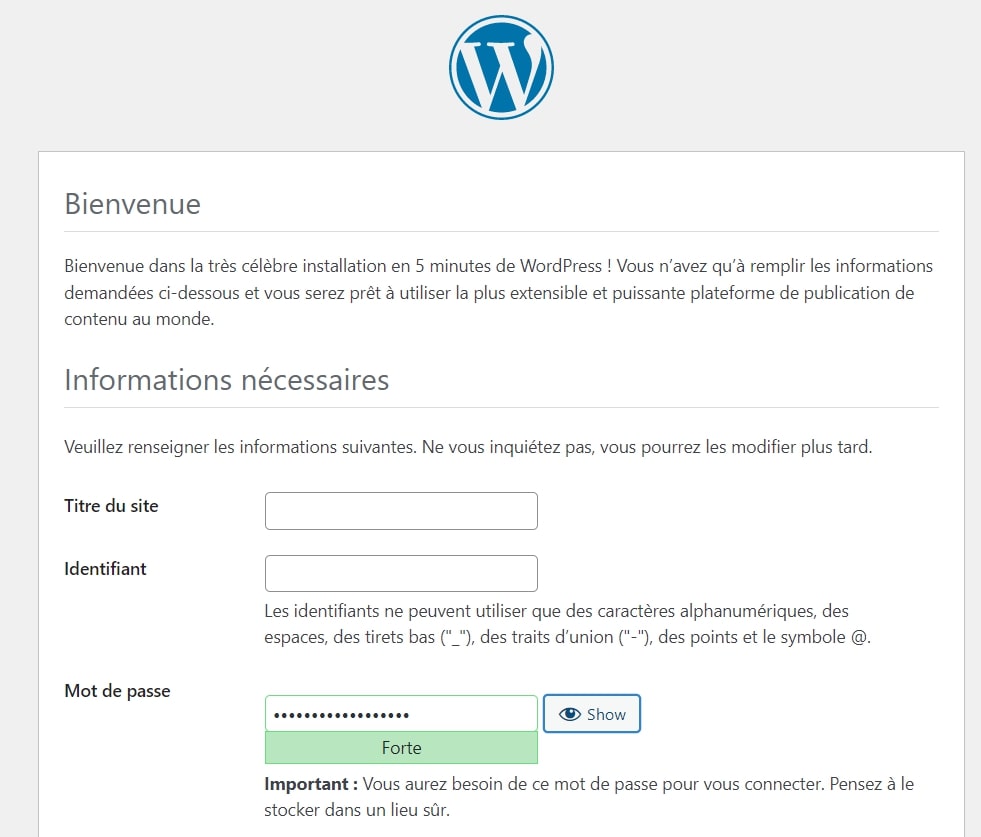 W
Bienvenue
Bienvenue dans la très célèbre installation en 5 minutes de WordPress ! Vous n’avez qu’à remplir les informations
demandées ci-dessous et vous serez prêt à utiliser la plus extensible et puissante plateforme de publication de
contenu au monde.
Informations nécessaires
Veuillez renseigner les informations suivantes. Ne vous inquiétez pas, vous pourrez les modifier plus tard.
Titre du site
Identifiant
Les identifiants ne peuvent utiliser que des caractères alphanumériques, des
espaces, des tirets bas ("_"), des traits d’union ("-"), des points et le symbole @.
Mot de passe
•••••••••••••••••• Show
Forte
Important : Vous aurez besoin de ce mot de passe pour vous connecter. Pensez à le
stocker dans un lieu sûr.